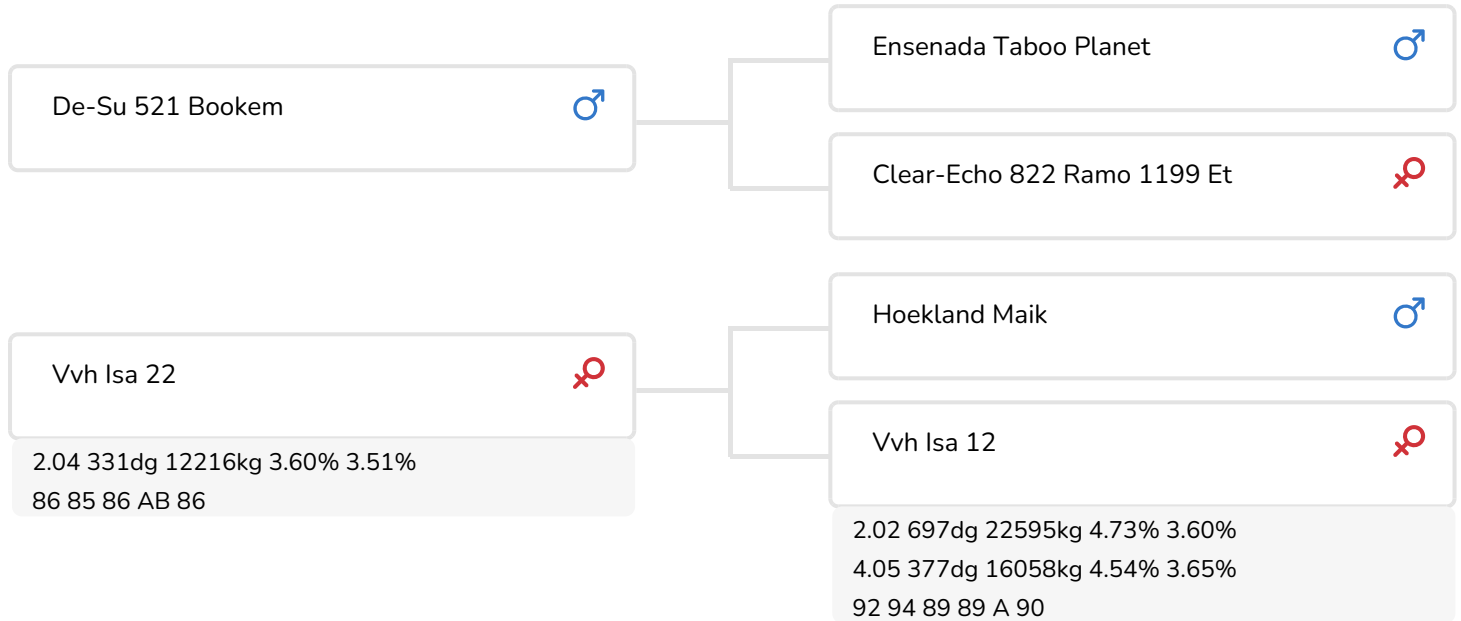 Ensenada Taboo Planet
De-Su 521 Bookem
Clear-Echo 822 Ramo 1199 Et
Hoekland Maik
Vvh Isa 22
2.04 331dg 12216kg 3.60% 3.51%
86 85 86 AB 86
Vvh Isa 12
2.02 697dg 22595kg 4.73% 3.60%
4.05 377dg 16058kg 4.54% 3.65%
92 94 89 89 A 90